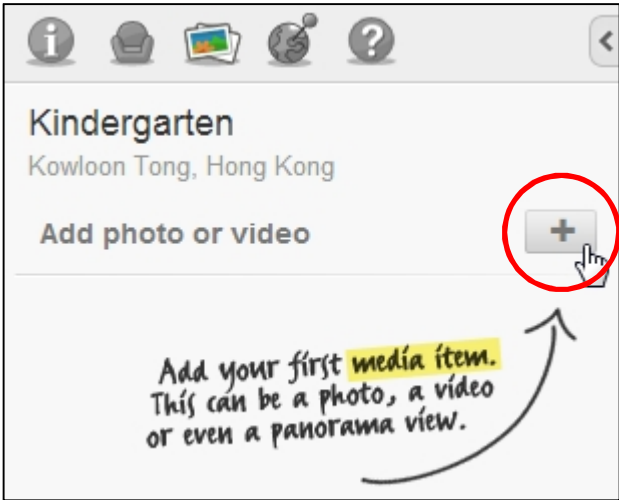 Kindergarten
Kowloon Tong, Hong Kong
Add photo or video
Add your first media item.
This can be a photo, a video
or even a panorama view.